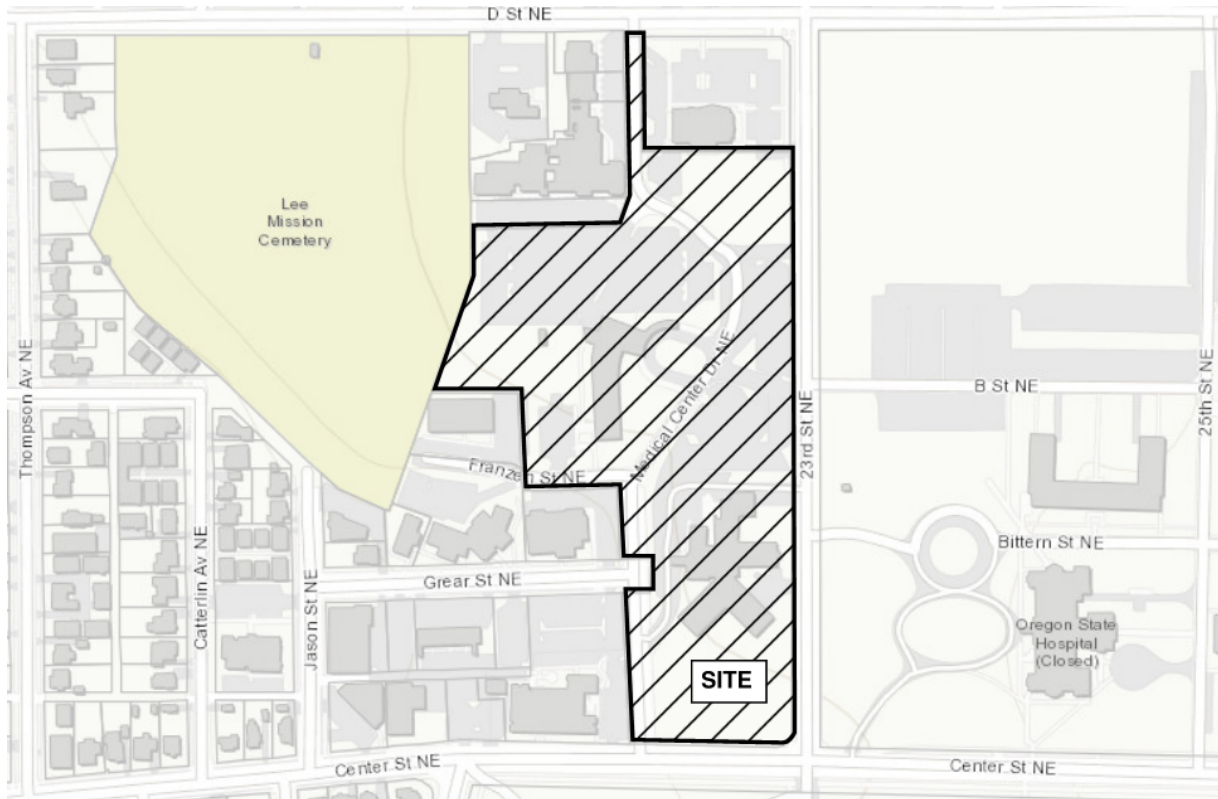 D St NE
Lee
Mission
Cemetery
Thompson Av NE
Medical Center Dr NE
23rd St NE
B St NE
25th St NE
Franzen St NE
Catterlin Av NE
Jason St NE
Grear St NE
Bittern St NE
Oregon State
Hospital
(Closed)
SITE
Center St NE
Center St NE